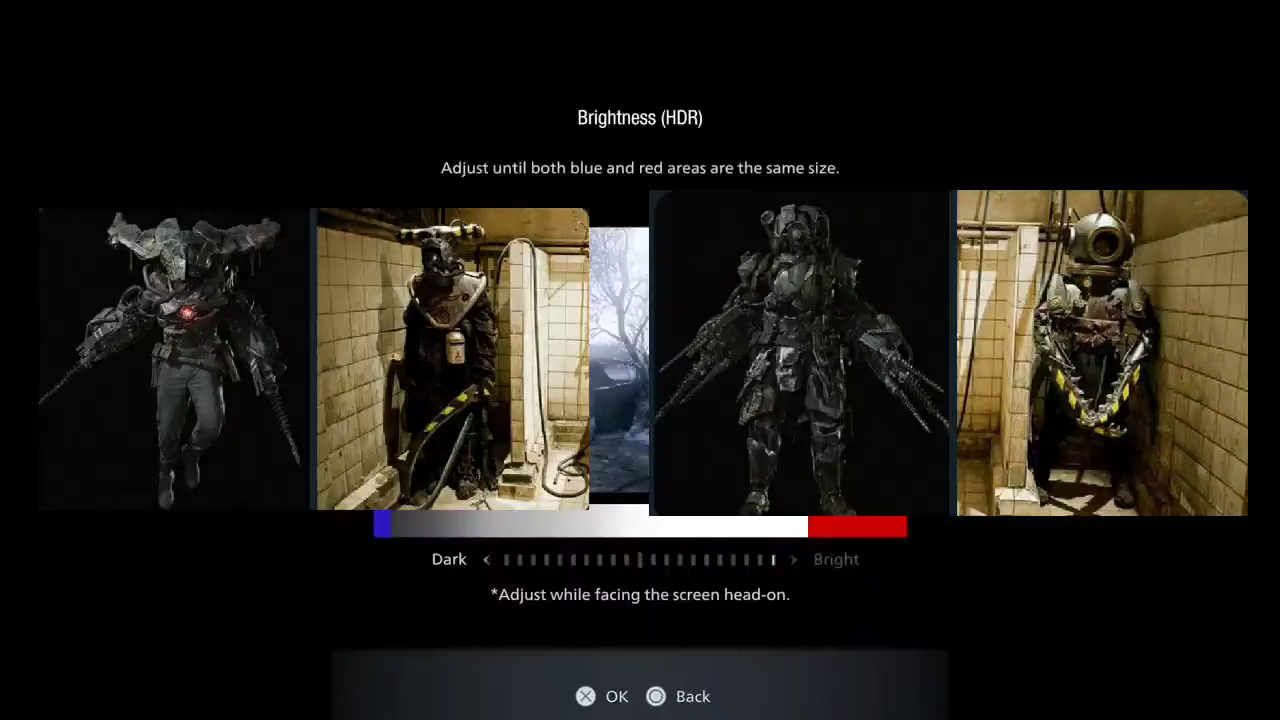 Brightness (HDR)
Adjust until both blue and red areas are the same size.
Dark < > Bright
*Adjust while facing the screen head-on.
OK Back